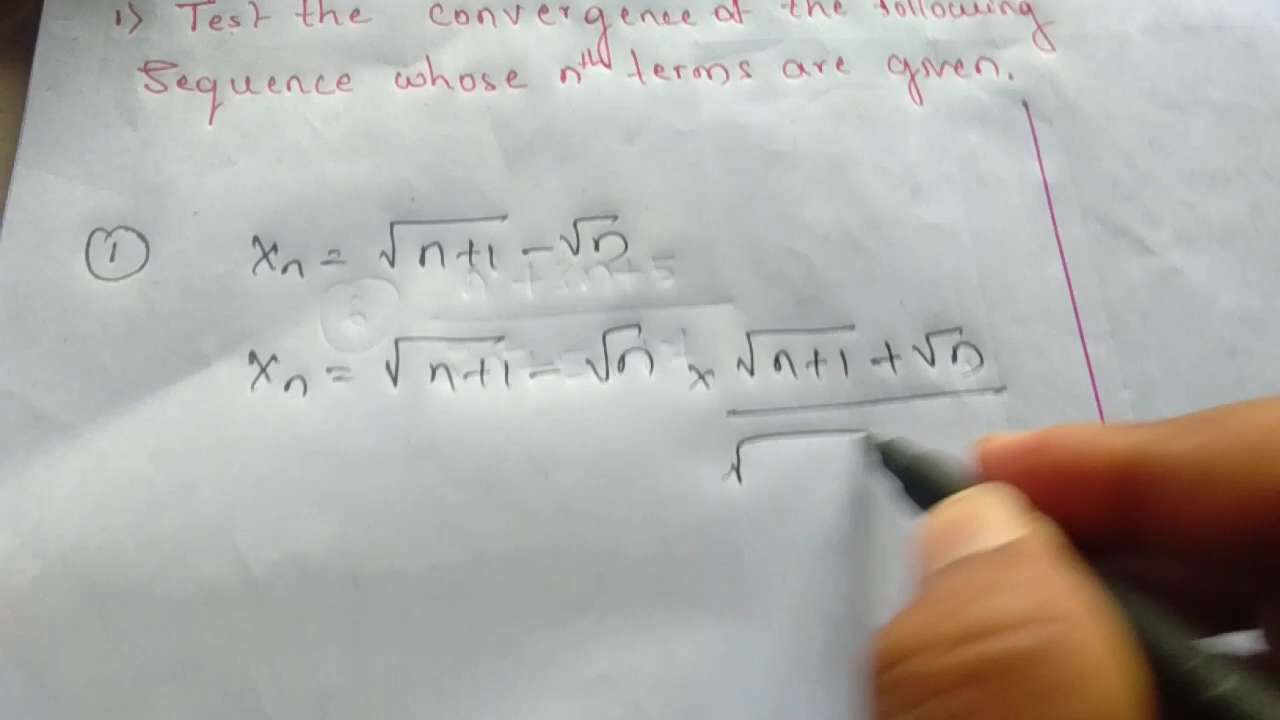 1) Test the convergence of the following
Sequence whose nth terms are given.
① xₙ = √(n+1) - √n
xₙ = √(n+1) - √n × √(n+1) + √n
√